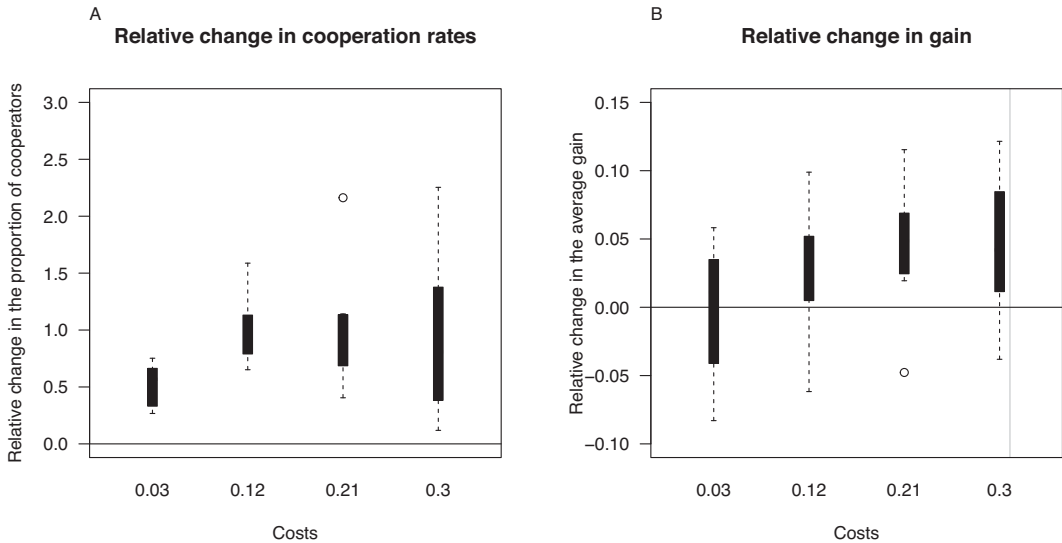 A
Relative change in cooperation rates
Relative change in the proportion of cooperators
3.0
2.5
2.0
1.5
1.0
0.5
0.0
0.03 0.12 0.21 0.3
Costs
B
Relative change in gain
Relative change in the average gain
0.15
0.10
0.05
0.00
−0.05
−0.10
0.03 0.12 0.21 0.3
Costs